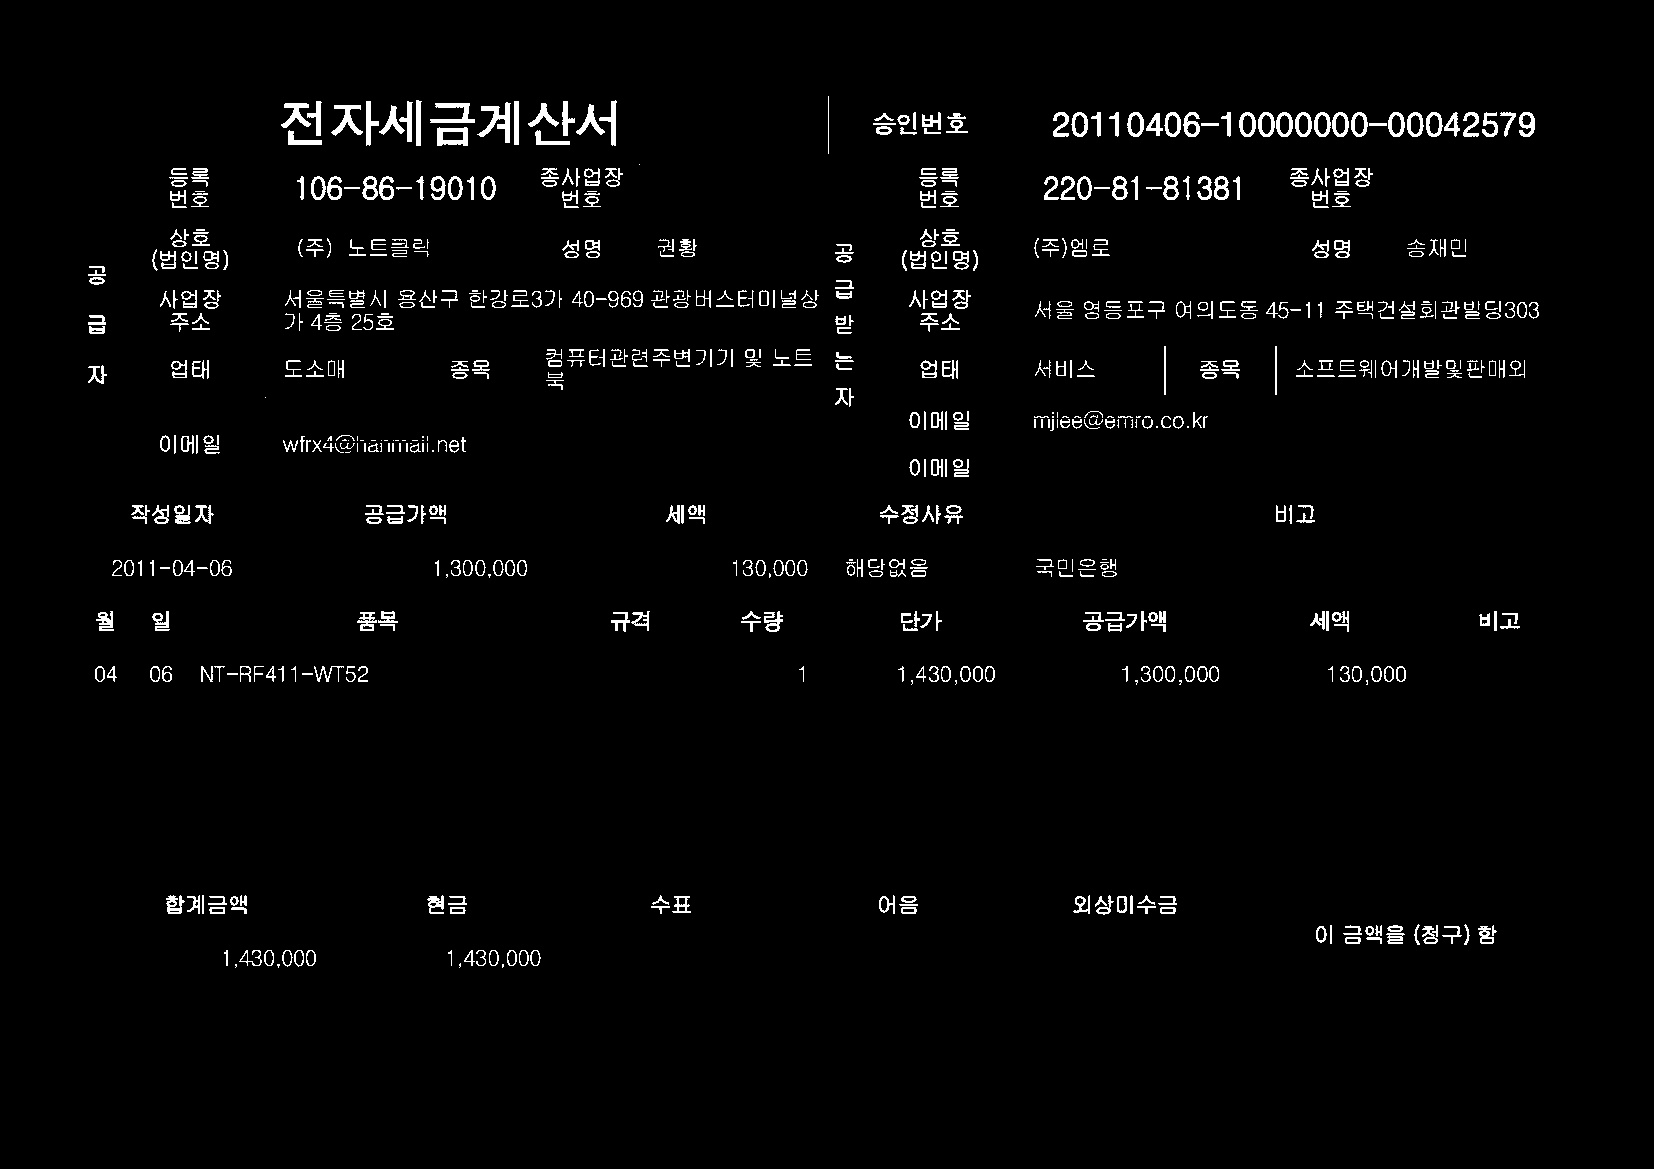 전자세금계산서
승인번호 20110406-10000000-00042579
공급자
등록번호 106-86-19010 종사업장번호
상호(법인명) (주) 노트클릭 성명 권황
사업장주소 서울특별시 용산구 한강로3가 40-969 관광버스터미널상가 4층 25호
업태 도소매 종목 컴퓨터관련주변기기 및 노트북
이메일 wfrx4@hanmail.net
공급받는자
등록번호 220-81-81381 종사업장번호
상호(법인명) (주)엠로 성명 송재민
사업장주소 서울 영등포구 여의도동 45-11 주택건설회관빌딩303
업태 서비스 종목 소프트웨어개발및판매외
이메일 mjlee@emro.co.kr
이메일
작성일자 공급가액 세액 수정사유 비고
2011-04-06 1,300,000 130,000 해당없음 국민은행
월 일 품목 규격 수량 단가 공급가액 세액 비고
04 06 NT-RF411-WT52 1 1,430,000 1,300,000 130,000
합계금액 현금 수표 어음 외상미수금
1,430,000 1,430,000
이 금액을 (청구) 함